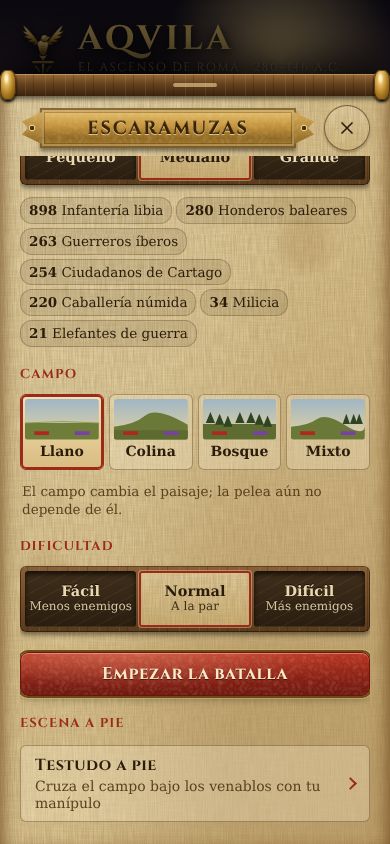 AQVILA
EL ASCENSO DE ROMA
ESCARAMUZAS
Pequeño Mediano Grande
898 Infantería libia 280 Honderos baleares
263 Guerreros íberos
254 Ciudadanos de Cartago
220 Caballería númida 34 Milicia
21 Elefantes de guerra
CAMPO
Llano Colina Bosque Mixto
El campo cambia el paisaje; la pelea aún no
depende de él.
DIFICULTAD
Fácil Normal Difícil
Menos enemigos A la par Más enemigos
EMPEZAR LA BATALLA
ESCENA A PIE
TESTUDO A PIE
Cruza el campo bajo los venablos con tu
manípulo